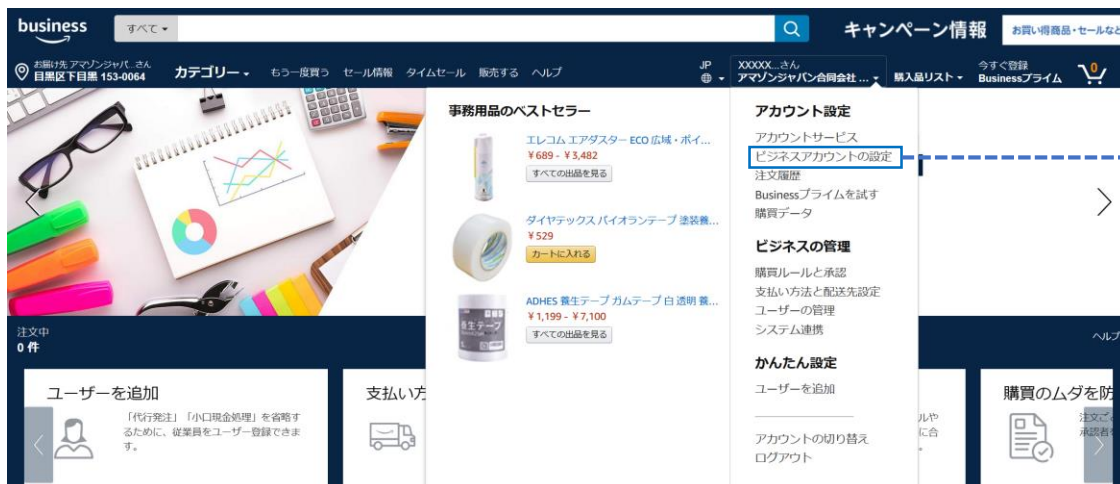 business
すべて
キャンペーン情報
お買い得商品・セールなど
お届け先 アマゾンジャパ...さん
目黒区下目黒 153-0064
カテゴリー
もう一度買う セール情報 タイムセール 販売する ヘルプ
JP
XXXXX...さん
アマゾンジャパン合同会社 ...
購入品リスト
今すぐ登録
Businessプライム
0
事務用品のベストセラー
エレコム エアダスター ECO 広域・ポイ...
¥689 - ¥3,482
すべての出品を見る
ダイヤテックス パイオランテープ 塗装養...
¥529
カートに入れる
ADHES 養生テープ ガムテープ 白 透明 養...
¥1,199 - ¥7,100
すべての出品を見る
養生テープ
アカウント設定
アカウントサービス
ビジネスアカウントの設定
注文履歴
Businessプライムを試す
購買データ
ビジネスの管理
購買ルールと承認
支払い方法と配送先設定
ユーザーの管理
システム連携
かんたん設定
ユーザーを追加
アカウントの切り替え
ログアウト
注文中
0 件
ヘルプ
ユーザーを追加
「代行発注」「小口現金処理」を省略す
るために、従業員をユーザー登録できま
す。
支払い方
ルや
に合
。
購買のムダを防
注文ご
承認者